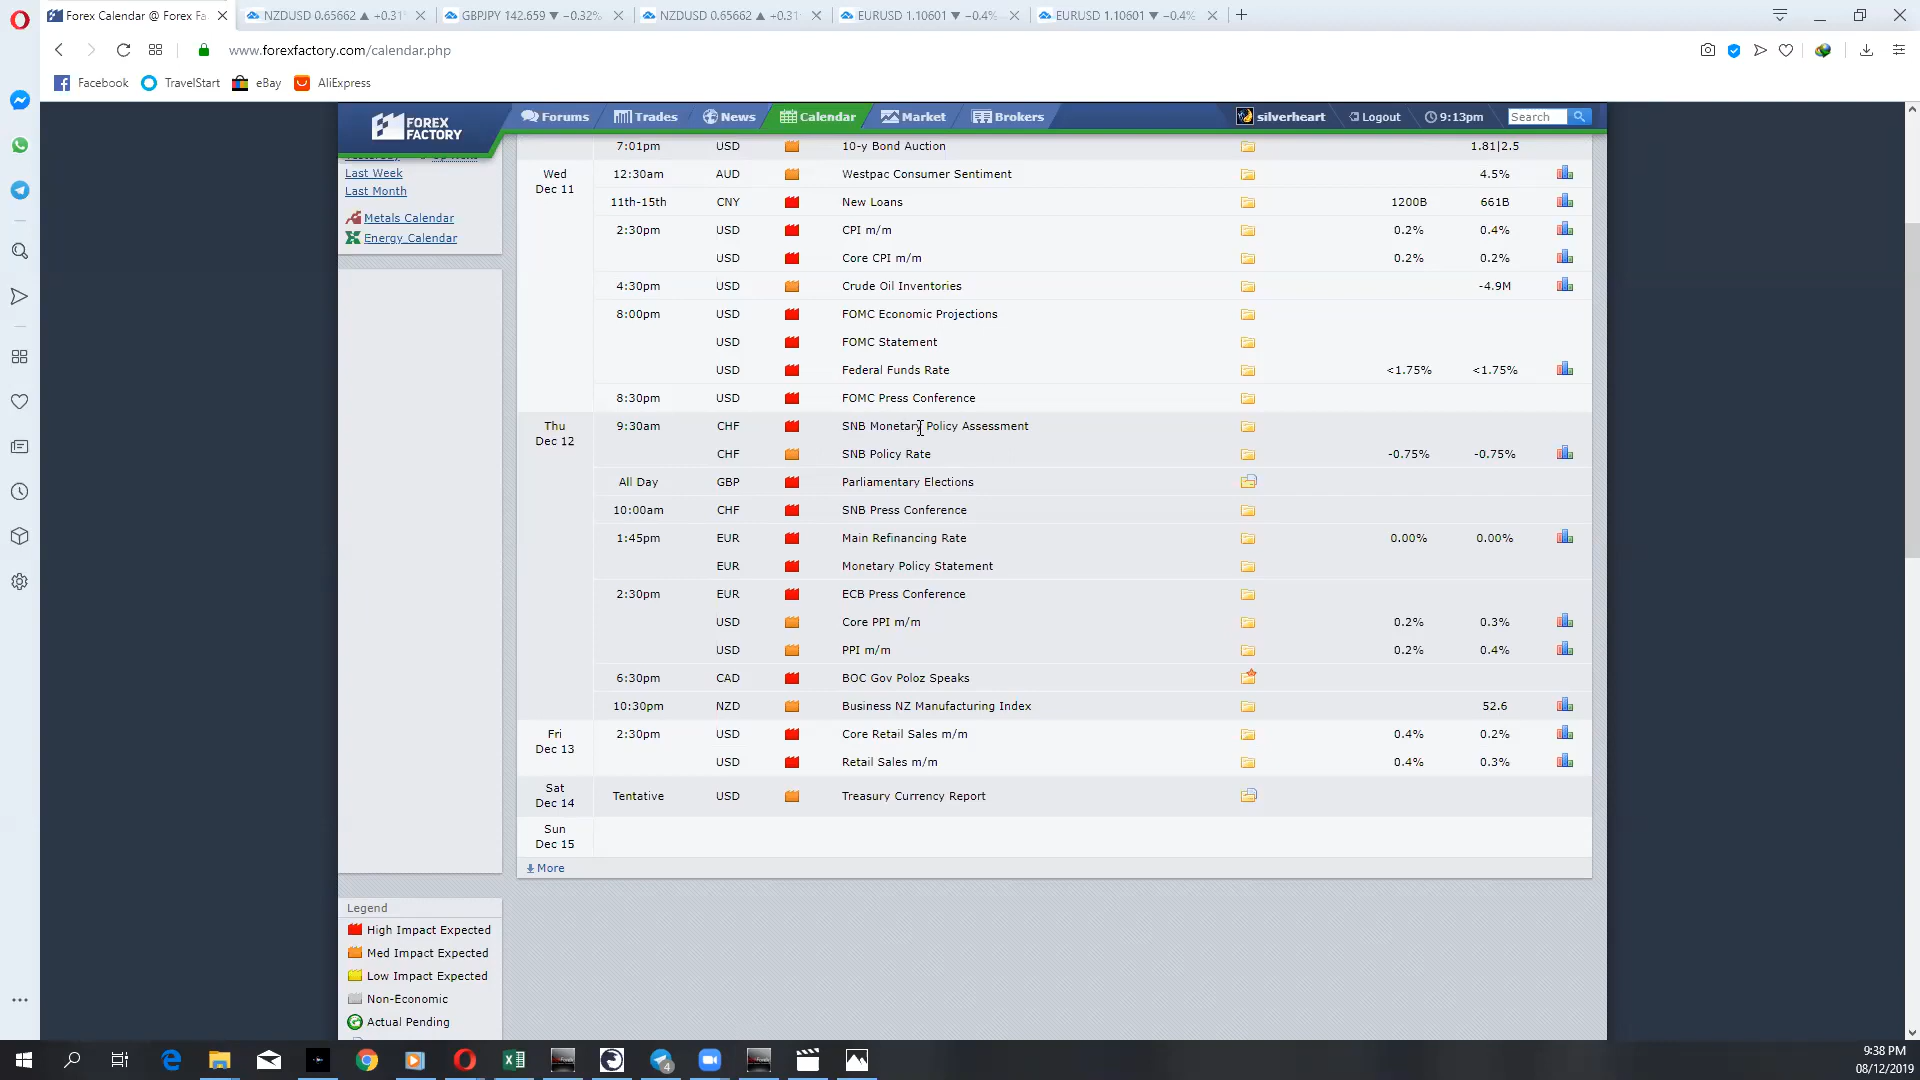 Forex Calendar @ Forex Fa
NZDUSD 0.65662 ▲ +0.31
GBPJPY 142.659 ▼ −0.32%
NZDUSD 0.65662 ▲ +0.31
EURUSD 1.10601 ▼ −0.4%
EURUSD 1.10601 ▼ −0.4%
www.forexfactory.com/calendar.php
Facebook TravelStart eBay AliExpress
FOREX FACTORY
Forums Trades News Calendar Market Brokers silverheart Logout 9:13pm Search
Last Week
Last Month
Metals Calendar
Energy Calendar
7:01pm USD 10-y Bond Auction 1.81|2.5
Wed Dec 11 12:30am AUD Westpac Consumer Sentiment 4.5%
11th-15th CNY New Loans 1200B 661B
2:30pm USD CPI m/m 0.2% 0.4%
USD Core CPI m/m 0.2% 0.2%
4:30pm USD Crude Oil Inventories -4.9M
8:00pm USD FOMC Economic Projections
USD FOMC Statement
USD Federal Funds Rate <1.75% <1.75%
8:30pm USD FOMC Press Conference
Thu Dec 12 9:30am CHF SNB Monetary Policy Assessment
CHF SNB Policy Rate -0.75% -0.75%
All Day GBP Parliamentary Elections
10:00am CHF SNB Press Conference
1:45pm EUR Main Refinancing Rate 0.00% 0.00%
EUR Monetary Policy Statement
2:30pm EUR ECB Press Conference
USD Core PPI m/m 0.2% 0.3%
USD PPI m/m 0.2% 0.4%
6:30pm CAD BOC Gov Poloz Speaks
10:30pm NZD Business NZ Manufacturing Index 52.6
Fri Dec 13 2:30pm USD Core Retail Sales m/m 0.4% 0.2%
USD Retail Sales m/m 0.4% 0.3%
Sat Dec 14 Tentative USD Treasury Currency Report
Sun Dec 15
More
Legend
High Impact Expected
Med Impact Expected
Low Impact Expected
Non-Economic
Actual Pending
4
9:38 PM
08/12/2019